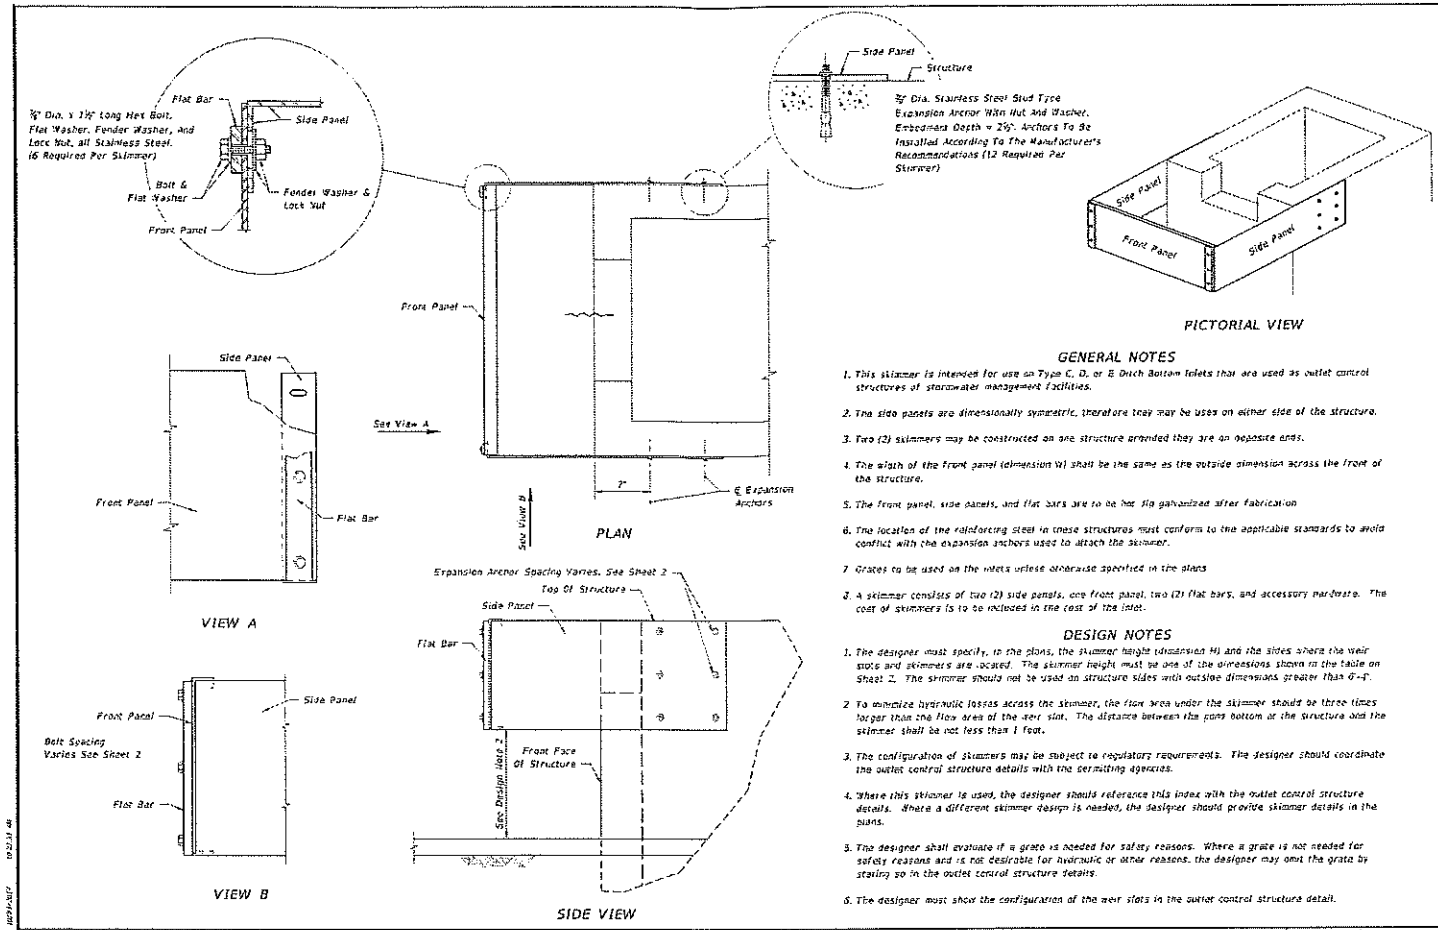 Flat Bar
Side Panel
Dia. x 1½" Long Hex Bolt,
Flat Washer, Fender Washer, and
Lock Nut, all Stainless Steel.
(6 Required Per Skimmer)
Bolt &
Flat Washer
Fender Washer &
Lock Nut
Front Panel
Side Panel
Structure
Dia. Stainless Steel Stud Type
Expansion Anchor With Nut and Washer,
Embedment Depth = 2½". Anchors To Be
Installed According To The Manufacturer's
Recommendations (12 Required Per
Skimmer)
Side Panel
Front Panel
Side Panel
PICTORIAL VIEW
Front Panel
See View A
7"
℄ Expansion
Anchors
See View B
PLAN
Side Panel
Front Panel
Flat Bar
VIEW A
Expansion Anchor Spacing Varies, See Sheet 2
Top Of Structure
Side Panel
Flat Bar
Front Face
Of Structure
See Design Note 2
SIDE VIEW
Side Panel
Front Panel
Bolt Spacing
Varies See Sheet 2
Flat Bar
VIEW B
GENERAL NOTES
1. This skimmer is intended for use on Type C, D, or E Ditch Bottom Inlets that are used as outlet control
structures of stormwater management facilities.
2. The side panels are dimensionally symmetric, therefore they may be used on either side of the structure.
3. Two (2) skimmers may be constructed on one structure provided they are on opposite ends.
4. The width of the front panel (dimension W) shall be the same as the outside dimension across the front of
the structure.
5. The front panel, side panels, and flat bars are to be hot dip galvanized after fabrication
6. The location of the reinforcing steel in these structures must conform to the applicable standards to avoid
conflict with the expansion anchors used to attach the skimmer.
7. Grates to be used on the inlets unless otherwise specified in the plans
8. A skimmer consists of two (2) side panels, one front panel, two (2) flat bars, and accessory hardware. The
cost of skimmers is to be included in the cost of the inlet.
DESIGN NOTES
1. The designer must specify, in the plans, the skimmer height (dimension H) and the sides where the weir
slots and skimmers are located. The skimmer height must be one of the dimensions shown in the table on
Sheet 2. The skimmer should not be used on structure sides with outside dimensions greater than
2. To minimize hydraulic losses across the skimmer, the flow area under the skimmer should be three times
larger than the flow area of the weir slot. The distance between the pond bottom at the structure and the
skimmer shall be not less than 1 foot.
3. The configuration of skimmers may be subject to regulatory requirements. The designer should coordinate
the outlet control structure details with the permitting agencies.
4. Where this skimmer is used, the designer should reference this index with the outlet control structure
details. Where a different skimmer design is needed, the designer should provide skimmer details in the
plans.
5. The designer shall evaluate if a grate is needed for safety reasons. Where a grate is not needed for
safety reasons and is not desirable for hydraulic or other reasons, the designer may omit the grate by
stating so in the outlet control structure details.
6. The designer must show the configuration of the weir slots in the outlet control structure detail.